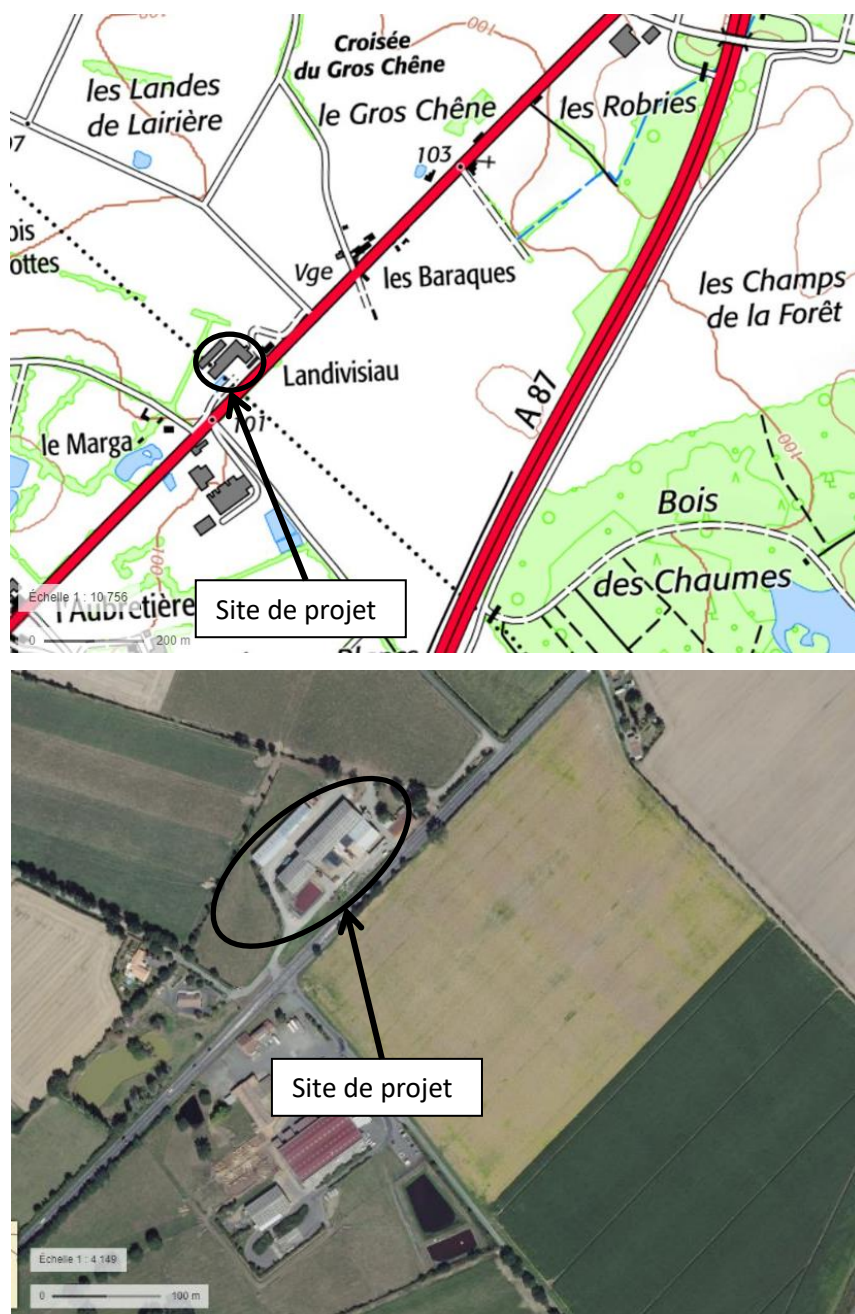 100
Croisée
du Gros Chêne
les Landes
de Lairière
le Gros Chêne
les Robries
103
Vge
les Baraques
les Champs
de la Forêt
Landivisiau
A 87
101
le Marga
100
100
Bois
des Chaumes
Échelle 1 : 10 756
l'Aubretière
0 200 m
Site de projet
Site de projet
Échelle 1 : 4 149
0 100 m